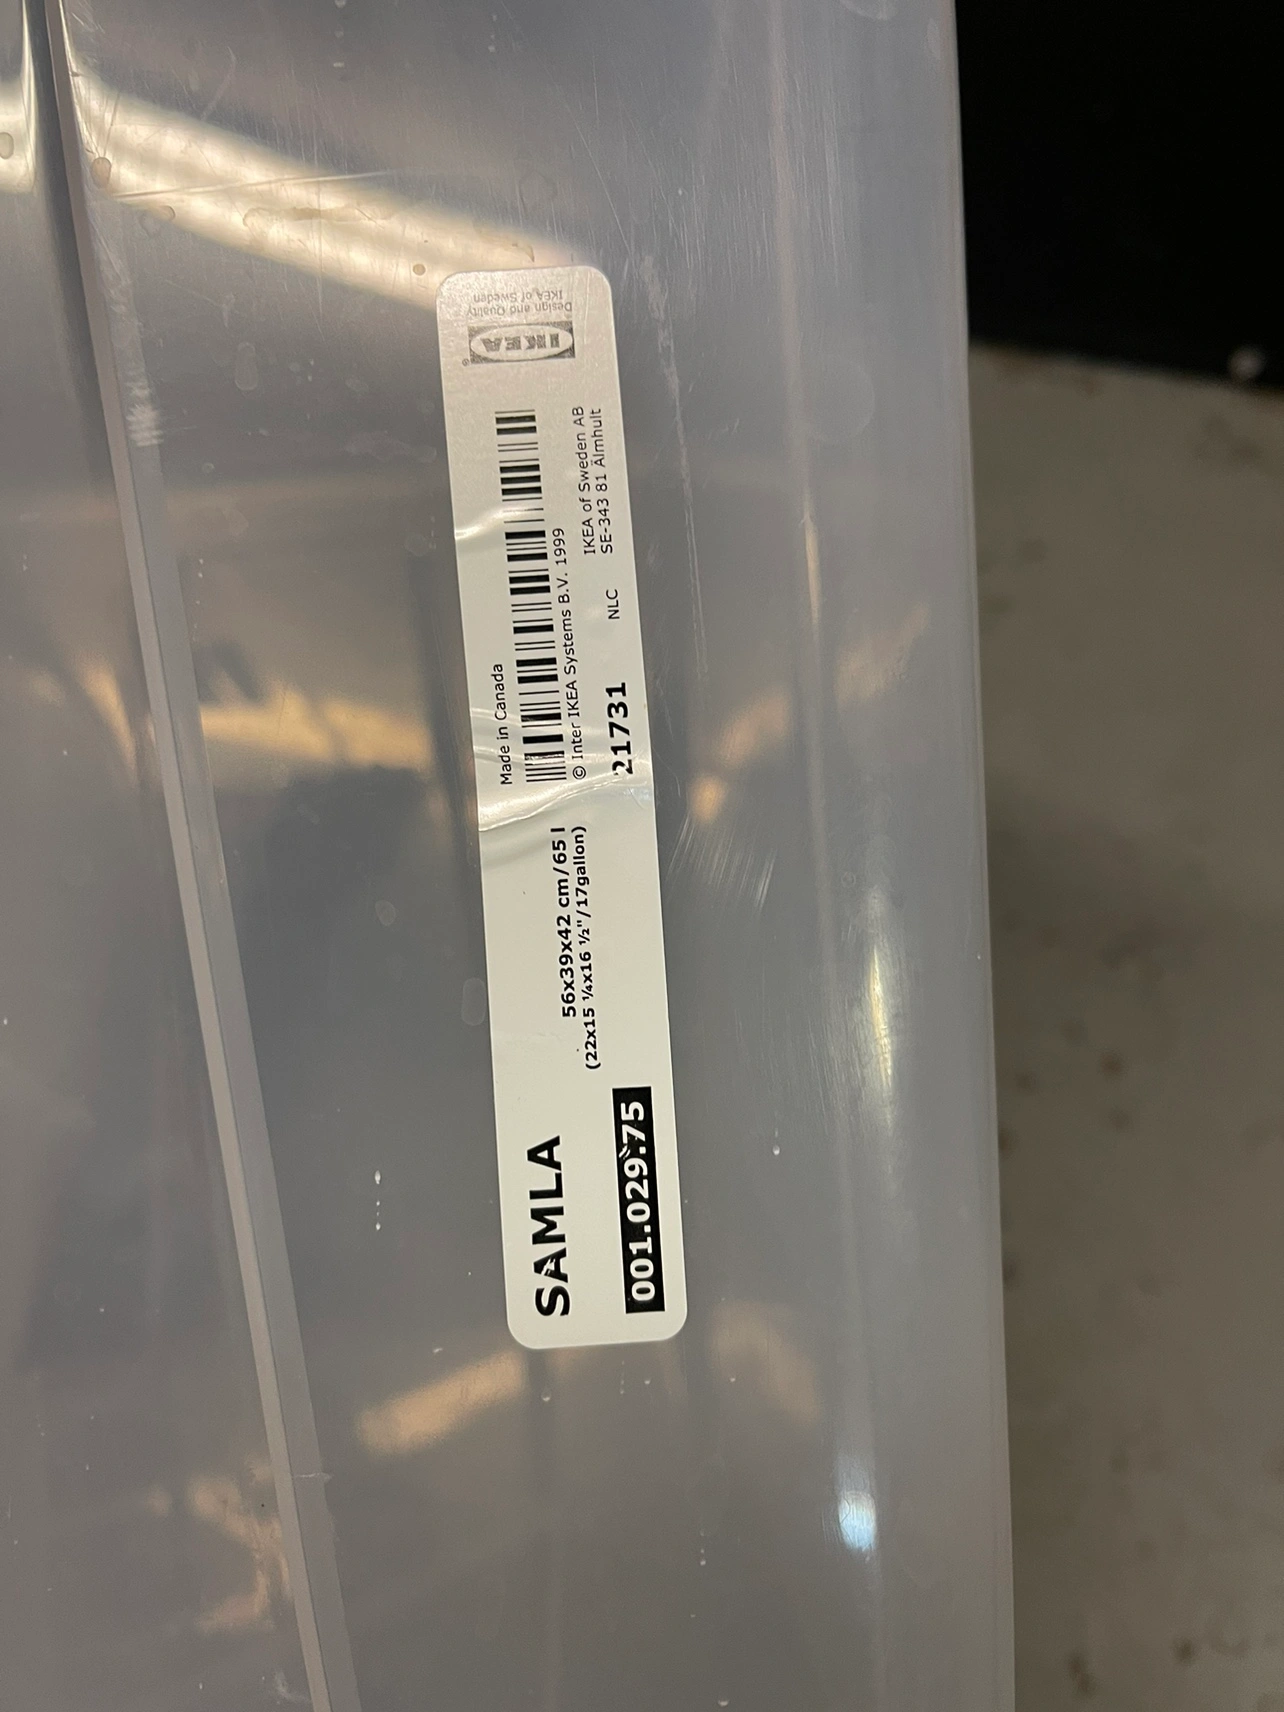 SAMLA
001.029.75
56x39x42 cm/65 l
(22x15 ¼x16 ½"/17gallon)
Made in Canada
© Inter IKEA Systems B.V. 1999
21731
NLC
IKEA of Sweden AB
SE-343 81 Älmhult
IKEA®
Design and Quality
IKEA of Sweden